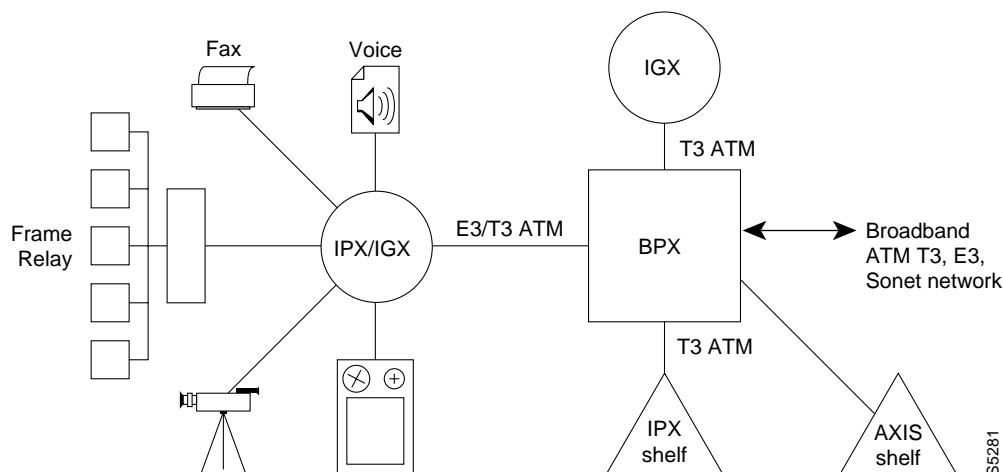 Fax
Voice
IGX
T3 ATM
Frame
Relay
IPX/IGX
E3/T3 ATM
BPX
Broadband
ATM T3, E3,
Sonet network
T3 ATM
IPX
shelf
AXIS
shelf